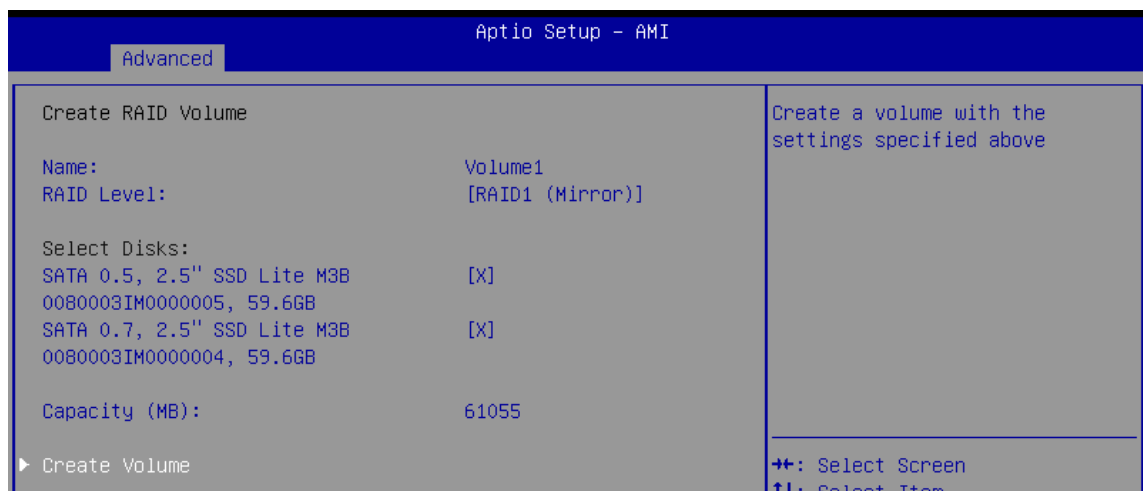 Aptio Setup – AMI
Advanced
Create RAID Volume
Name: Volume1
RAID Level: [RAID1 (Mirror)]
Select Disks:
SATA 0.5, 2.5" SSD Lite M3B [X]
0080003IM0000005, 59.6GB
SATA 0.7, 2.5" SSD Lite M3B [X]
0080003IM0000004, 59.6GB
Capacity (MB): 61055
▶ Create Volume
Create a volume with the
settings specified above
→←: Select Screen
↑↓: Select Item